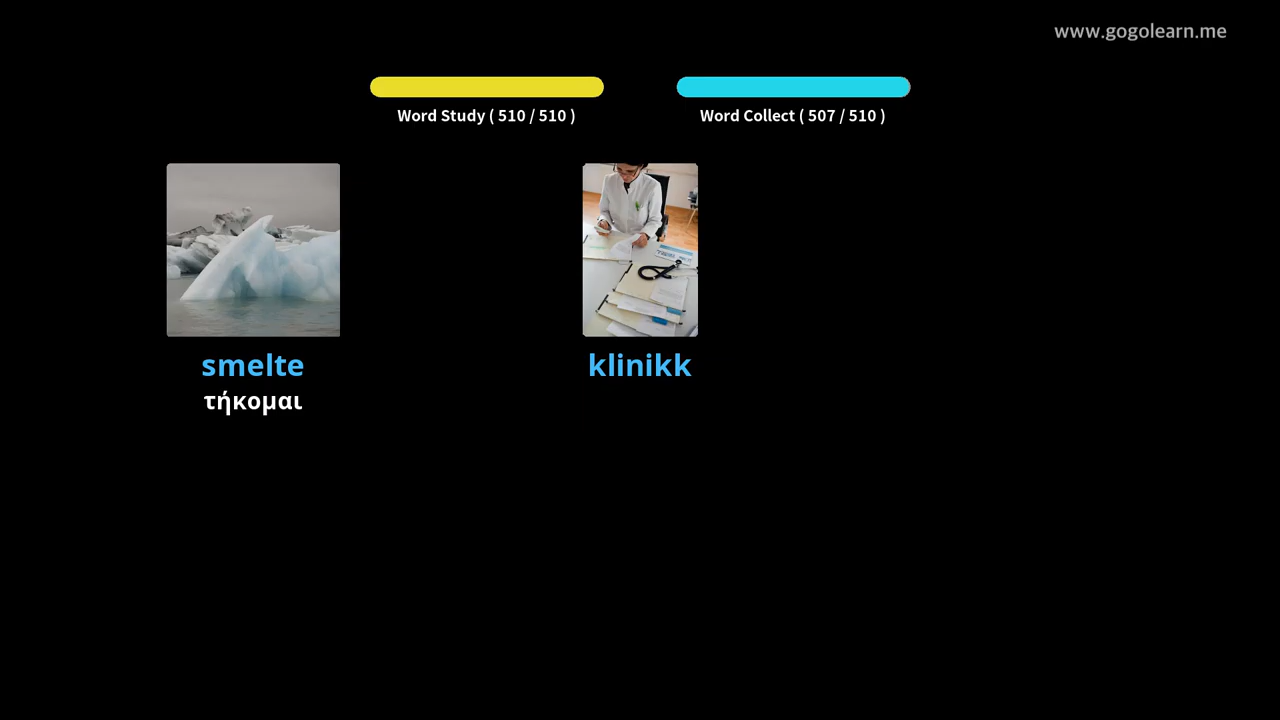 www.gogolearn.me
Word Study ( 510 / 510 )
Word Collect ( 507 / 510 )
smelte
τήκομαι
klinikk